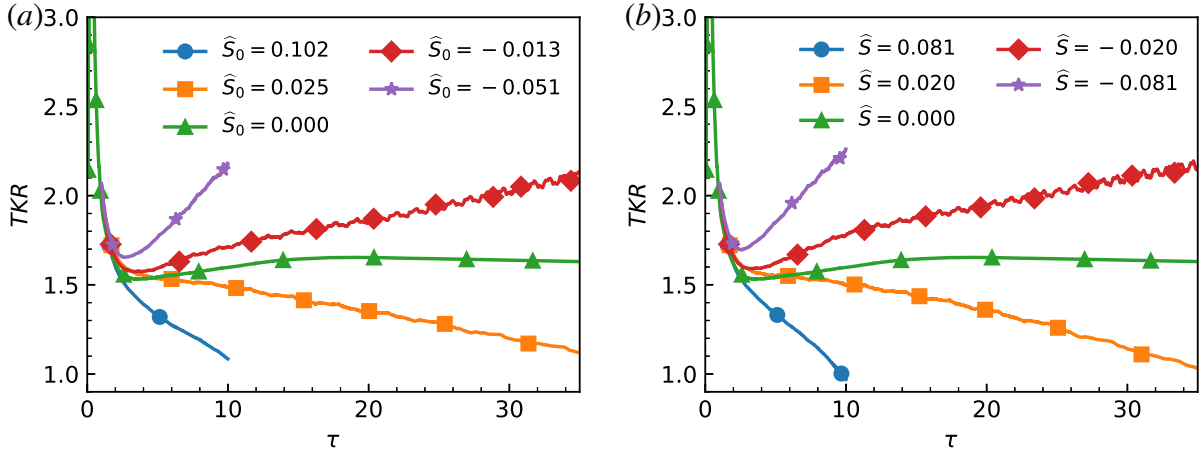 (a)
3.0
2.5
2.0
1.5
1.0
TKR
Ŝ₀ = 0.102
Ŝ₀ = 0.025
Ŝ₀ = 0.000
Ŝ₀ = −0.013
Ŝ₀ = −0.051
0 10 20 30
τ
(b)
3.0
2.5
2.0
1.5
1.0
TKR
Ŝ = 0.081
Ŝ = 0.020
Ŝ = 0.000
Ŝ = −0.020
Ŝ = −0.081
0 10 20 30
τ